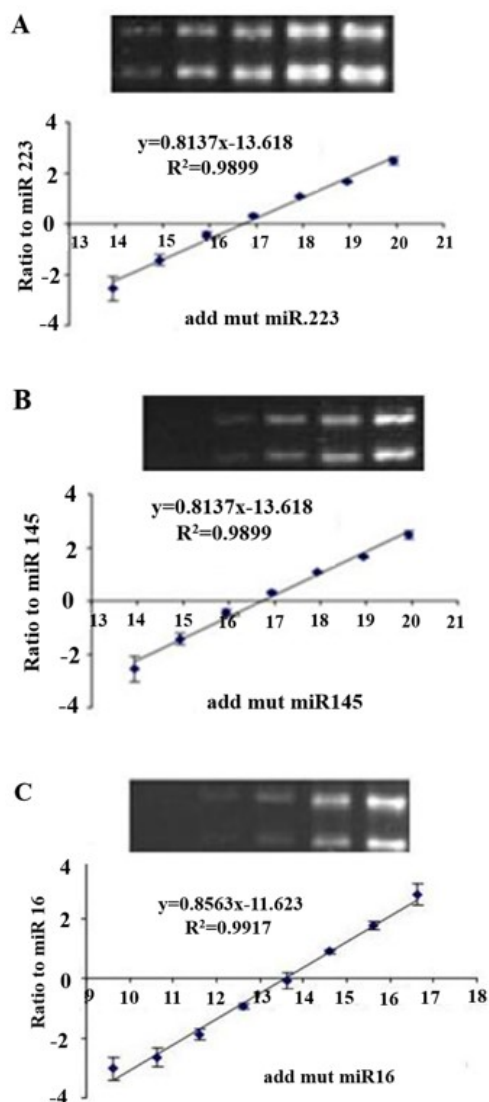 A
y=0.8137x-13.618
R²=0.9899
Ratio to miR 223
4
2
0
-2
-4
13 14 15 16 17 18 19 20 21
add mut miR.223
B
y=0.8137x-13.618
R²=0.9899
Ratio to miR 145
4
2
0
-2
-4
13 14 15 16 17 18 19 20 21
add mut miR145
C
y=0.8563x-11.623
R²=0.9917
Ratio to miR 16
4
2
0
-2
-4
9 10 11 12 13 14 15 16 17 18
add mut miR16